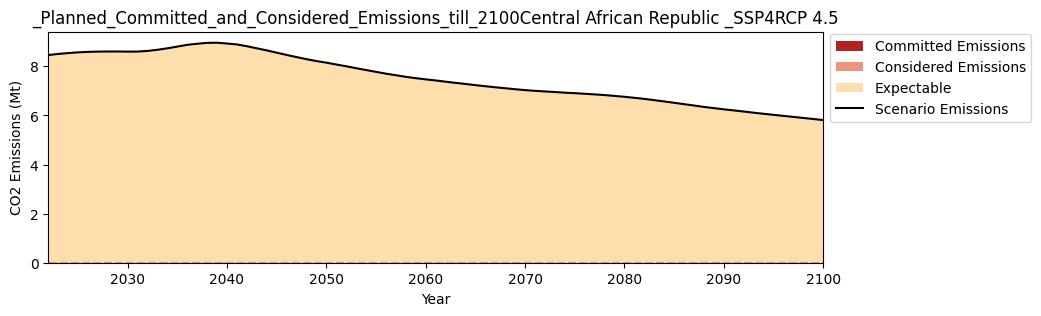 _Planned_Committed_and_Considered_Emissions_till_2100Central African Republic _SSP4RCP 4.5
Committed Emissions
Considered Emissions
Expectable
Scenario Emissions
CO2 Emissions (Mt)
8
6
4
2
0
2030 2040 2050 2060 2070 2080 2090 2100
Year